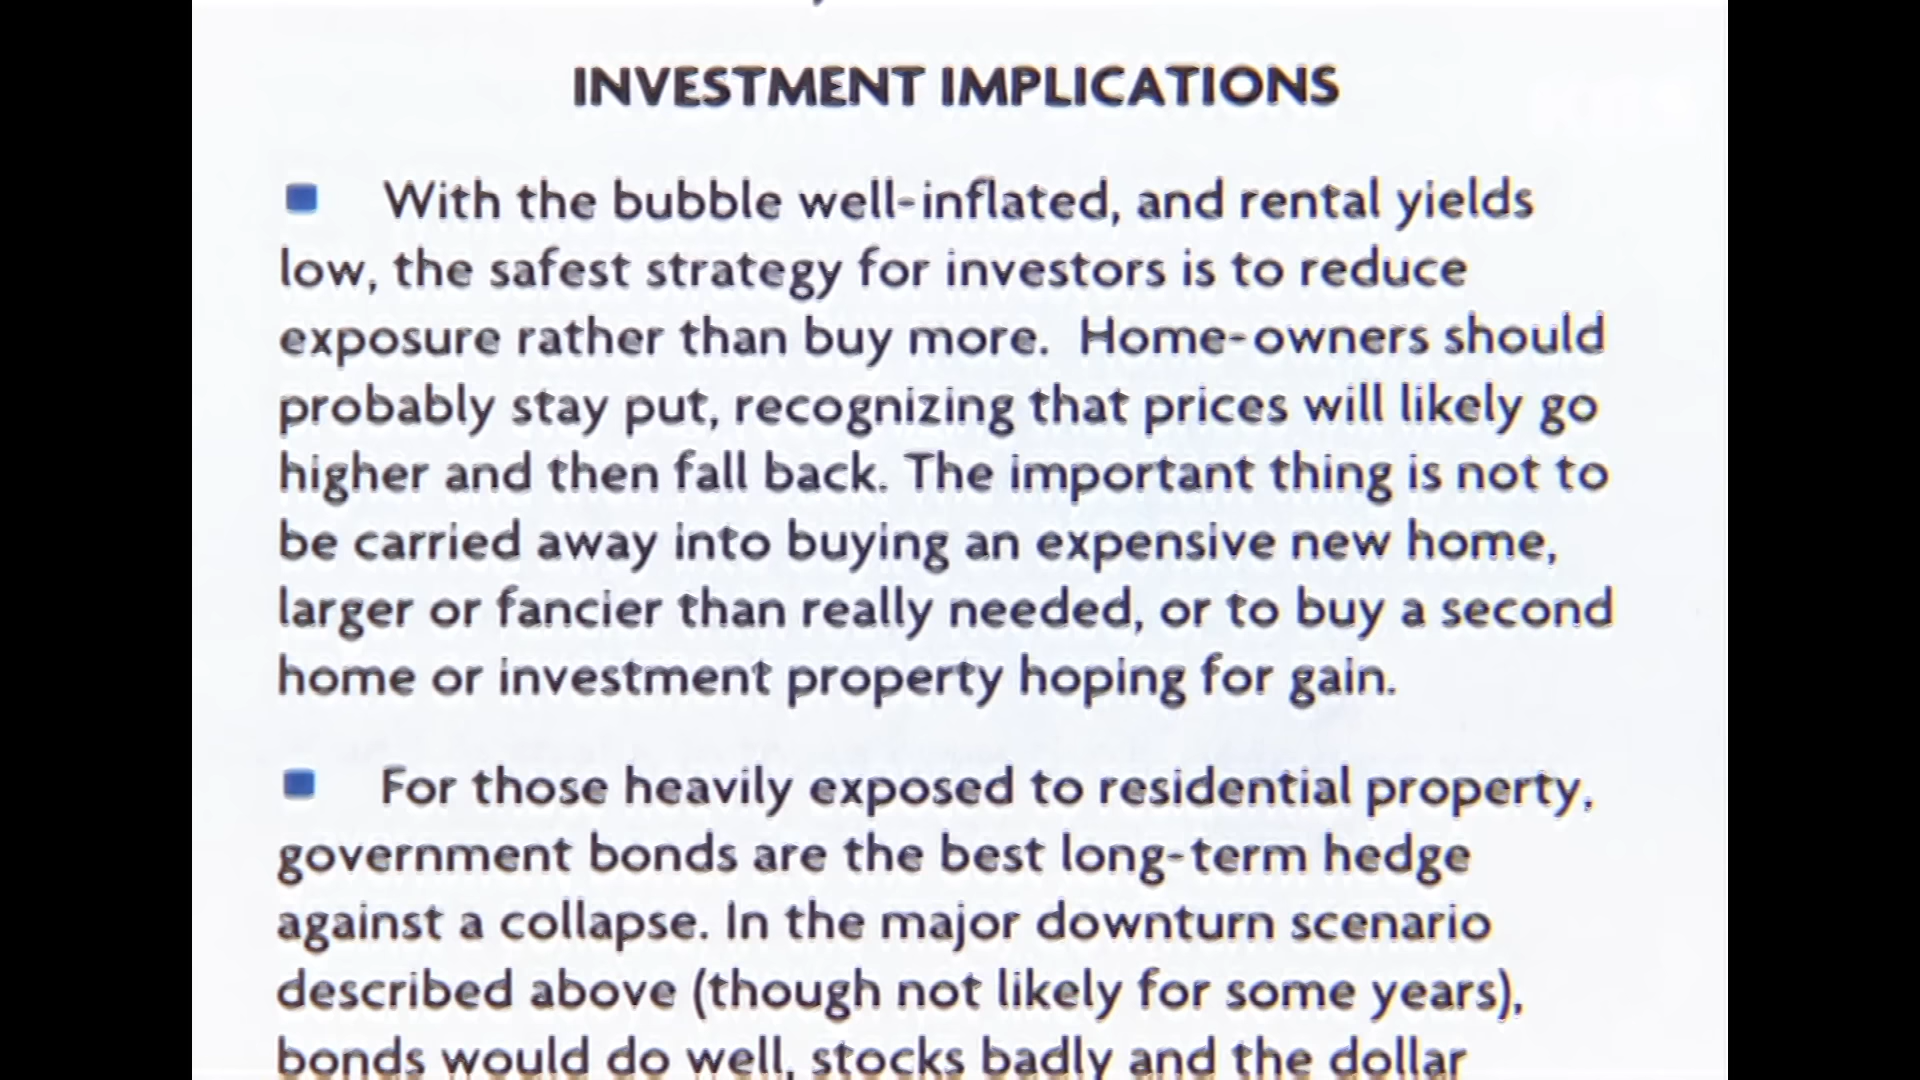 INVESTMENT IMPLICATIONS
■ With the bubble well-inflated, and rental yields
low, the safest strategy for investors is to reduce
exposure rather than buy more. Home-owners should
probably stay put, recognizing that prices will likely go
higher and then fall back. The important thing is not to
be carried away into buying an expensive new home,
larger or fancier than really needed, or to buy a second
home or investment property hoping for gain.
■ For those heavily exposed to residential property,
government bonds are the best long-term hedge
against a collapse. In the major downturn scenario
described above (though not likely for some years),
bonds would do well, stocks badly and the dollar